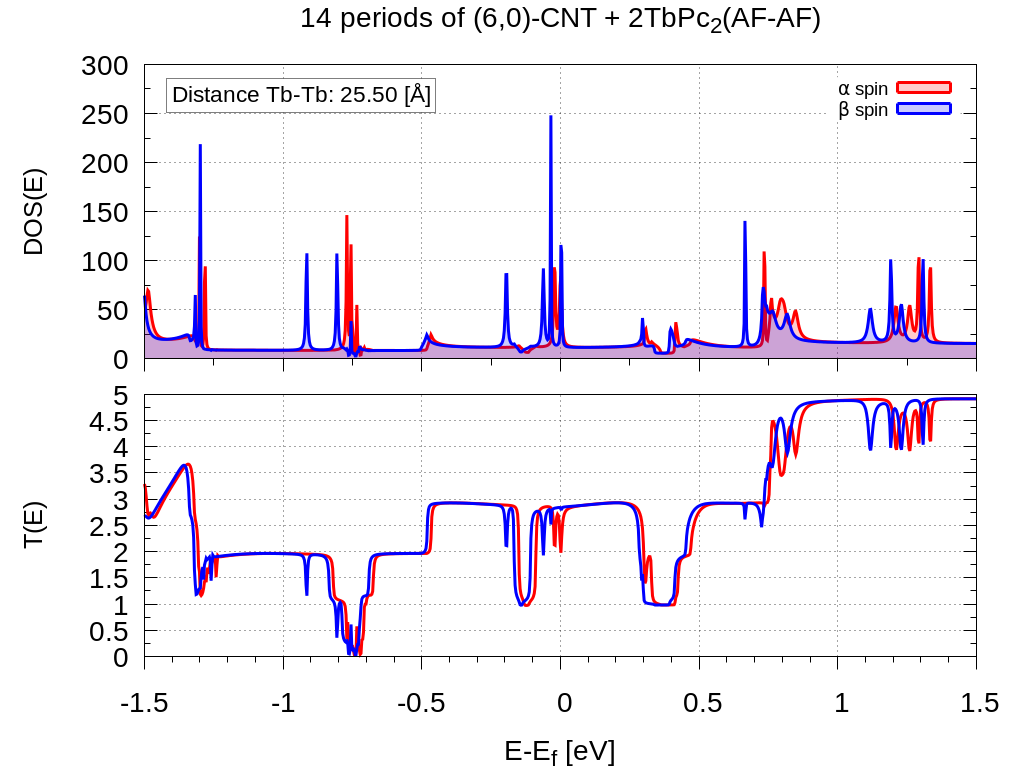 14 periods of (6,0)-CNT + 2TbPc2(AF-AF)
300
250
200
150
100
50
0
DOS(E)
Distance Tb-Tb: 25.50 [Å]
α spin
β spin
5
4.5
4
3.5
3
2.5
2
1.5
1
0.5
0
T(E)
-1.5 -1 -0.5 0 0.5 1 1.5
E-Ef [eV]